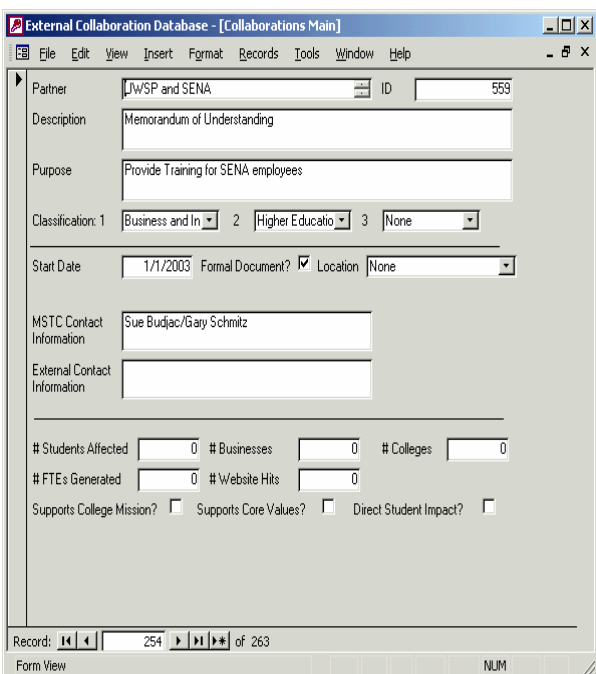 External Collaboration Database - [Collaborations Main]
File Edit View Insert Format Records Tools Window Help
Partner UWSP and SENA ID 559
Description Memorandum of Understanding
Purpose Provide Training for SENA employees
Classification: 1 Business and In 2 Higher Educatio 3 None
Start Date 1/1/2003 Formal Document? Location None
MSTC Contact Sue Budjac/Gary Schmitz
Information
External Contact
Information
# Students Affected 0 # Businesses 0 # Colleges 0
# FTEs Generated 0 # Website Hits 0
Supports College Mission? Supports Core Values? Direct Student Impact?
Record: 254 of 263
Form View NUM